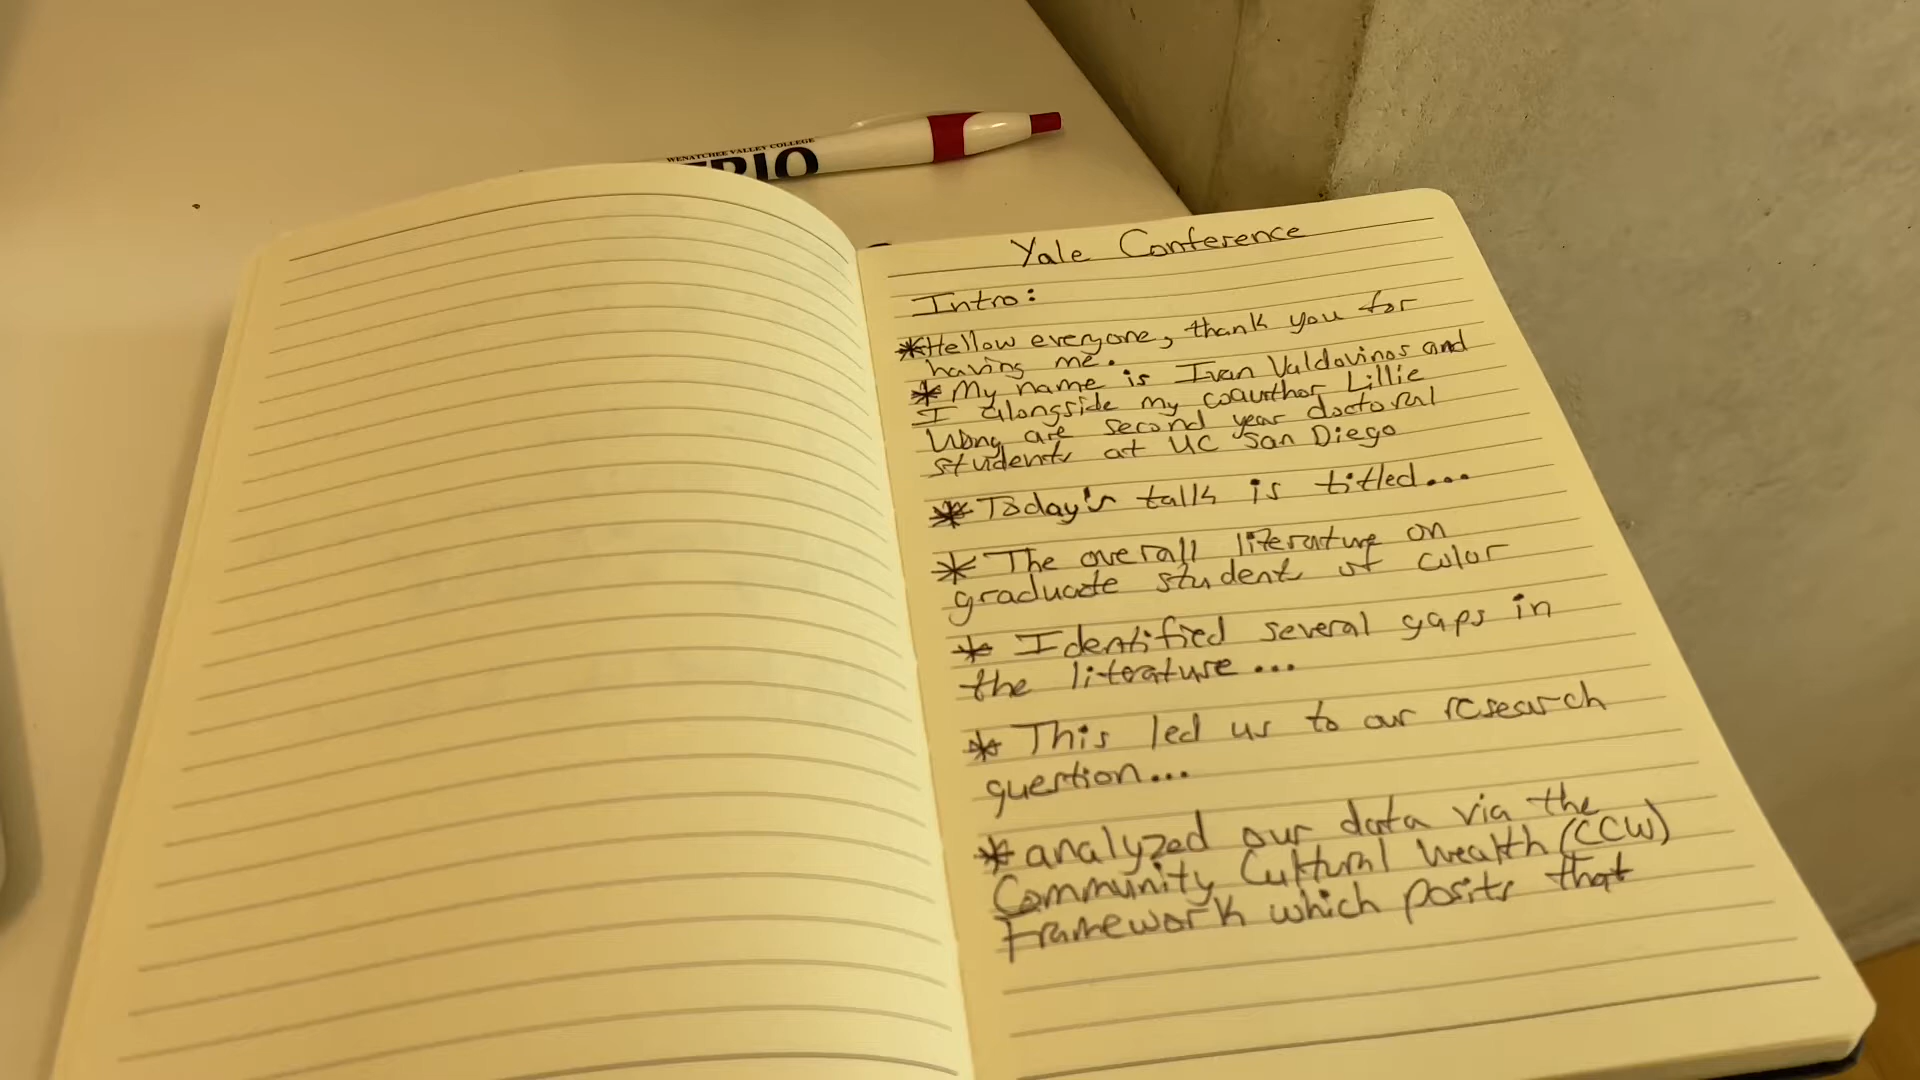 WENATCHEE VALLEY COLLEGE
TRIO
Yale Conference
Intro:
*Hellow everyone, thank you for
having me.
* My name is Ivan Valdovinos and
I alongside my coauthor Lillie
Wong are second year doctoral
students at UC San Diego
* Today's talk is titled...
* The overall literature on
graduate students of color
* Identified several gaps in
the literature...
* This led us to our research
question...
* analyzed our data via the
Community Cultural Wealth (CCW)
Framework which posits that